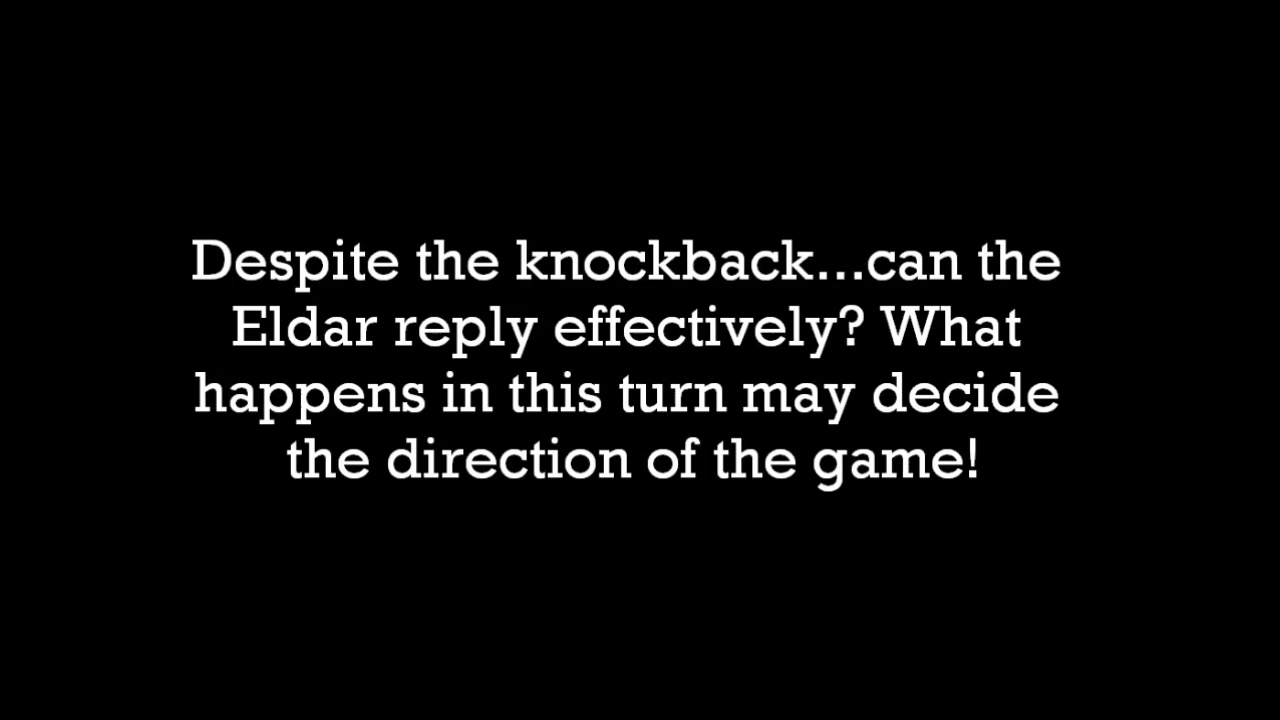 Despite the knockback...can the
Eldar reply effectively? What
happens in this turn may decide
the direction of the game!